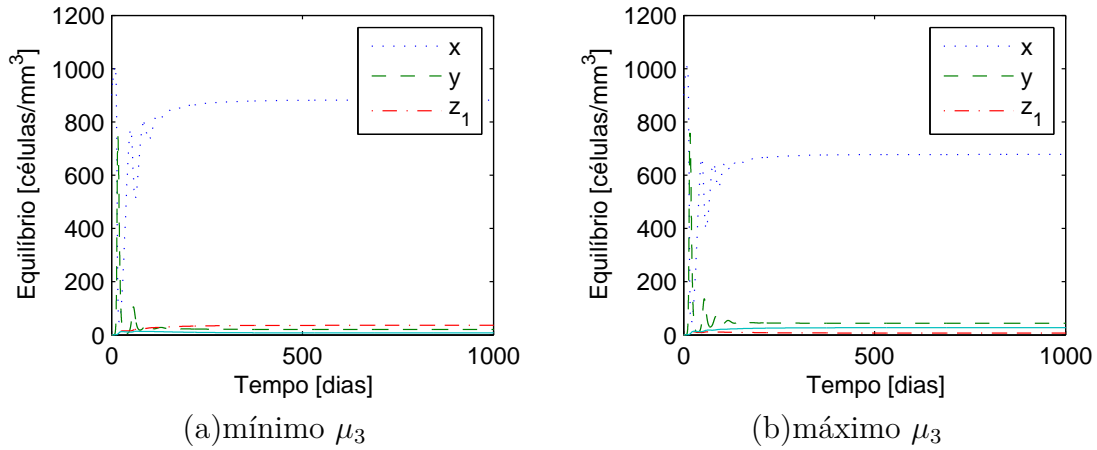 1200
1000
800
600
400
200
0
Equilíbrio [células/mm³]
x
y
z₁
0
500
1000
Tempo [dias]
(a)mínimo μ₃
1200
1000
800
600
400
200
0
Equilíbrio [células/mm³]
x
y
z₁
0
500
1000
Tempo [dias]
(b)máximo μ₃